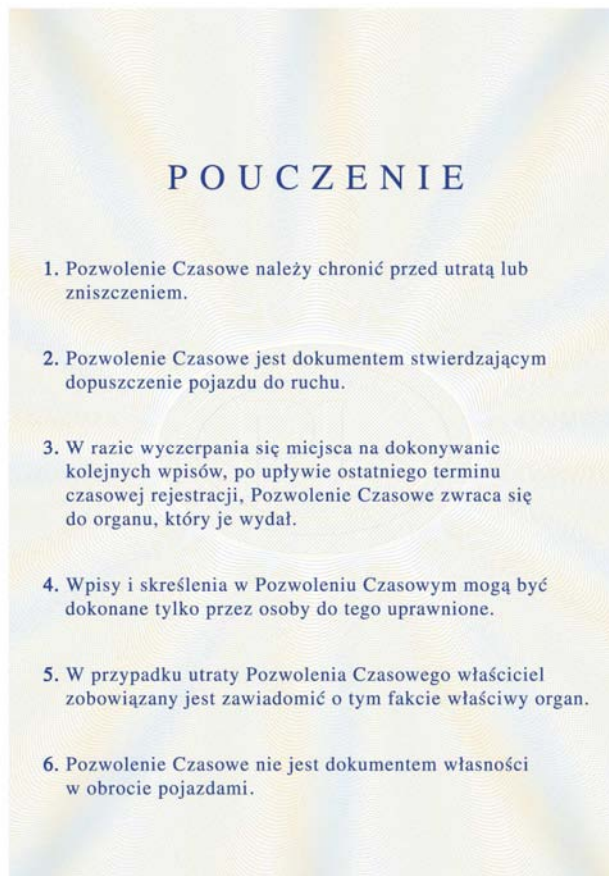 POUCZENIE
1. Pozwolenie Czasowe należy chronić przed utratą lub
zniszczeniem.
2. Pozwolenie Czasowe jest dokumentem stwierdzającym
dopuszczenie pojazdu do ruchu.
3. W razie wyczerpania się miejsca na dokonywanie
kolejnych wpisów, po upływie ostatniego terminu
czasowej rejestracji, Pozwolenie Czasowe zwraca się
do organu, który je wydał.
4. Wpisy i skreślenia w Pozwoleniu Czasowym mogą być
dokonane tylko przez osoby do tego uprawnione.
5. W przypadku utraty Pozwolenia Czasowego właściciel
zobowiązany jest zawiadomić o tym fakcie właściwy organ.
6. Pozwolenie Czasowe nie jest dokumentem własności
w obrocie pojazdami.